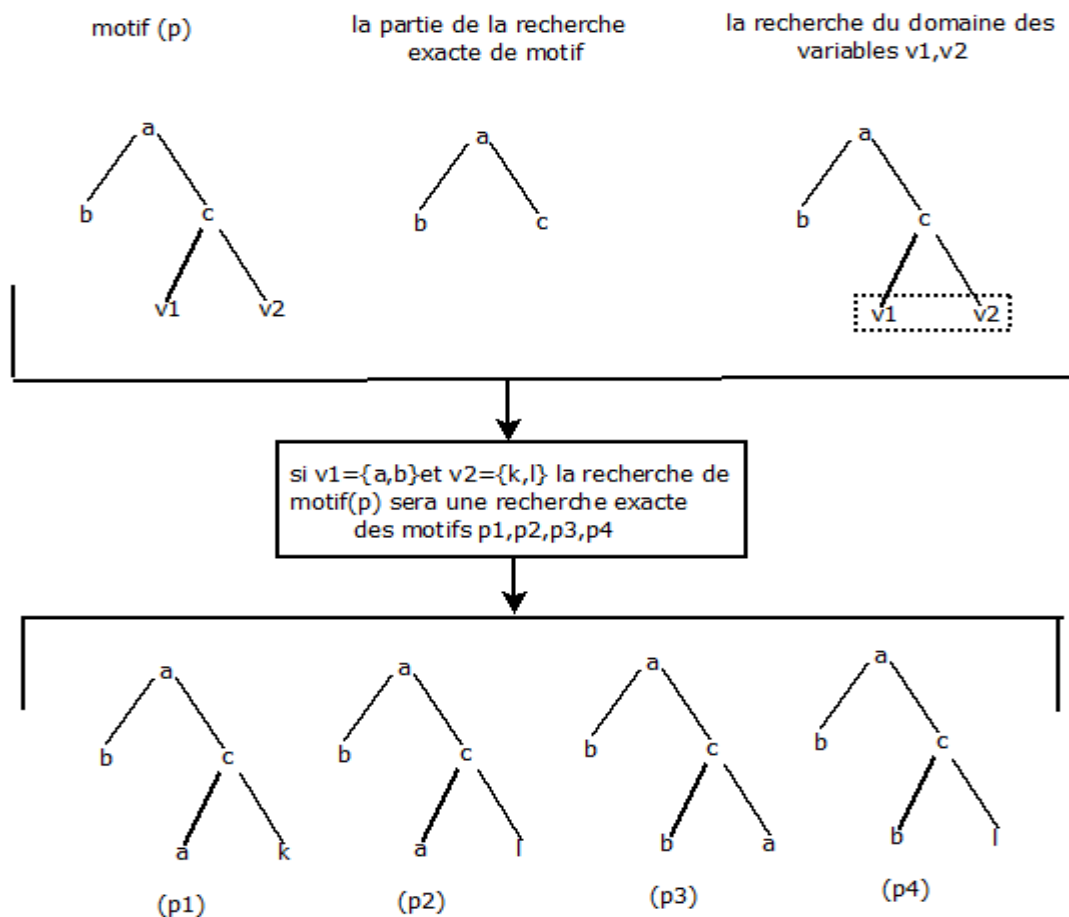 motif (p)
la partie de la recherche
exacte de motif
la recherche du domaine des
variables v1,v2
a
b
c
v1
v2
a
b
c
a
b
c
v1
v2
si v1={a,b}et v2={k,l} la recherche de
motif(p) sera une recherche exacte
des motifs p1,p2,p3,p4
a
b
c
a
k
(p1)
a
b
c
a
l
(p2)
a
b
c
b
a
(p3)
a
b
c
b
l
(p4)